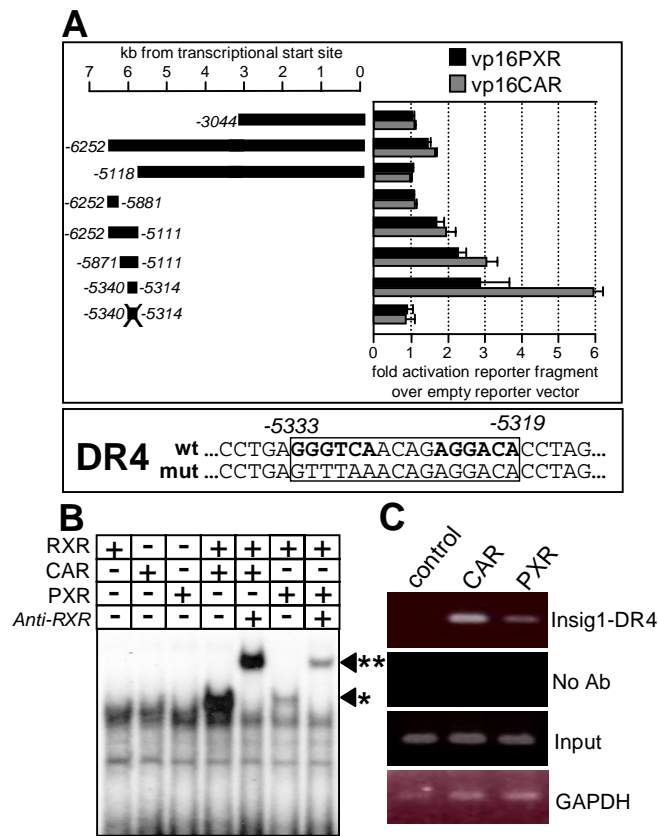 A
kb from transcriptional start site
7 6 5 4 3 2 1 0
vp16PXR
vp16CAR
-3044
-6252
-5118
-6252 -5881
-6252 -5111
-5871 -5111
-5340 -5314
-5340 X -5314
0 1 2 3 4 5 6
fold activation reporter fragment
over empty reporter vector
-5333 -5319
DR4
wt ...CCTGAGGGTCAACAGAGGACACCTAG...
mut ...CCTGAGTTTAAACAGAGGACACCTAG...
B
RXR + - - + + + +
CAR - + - + + - -
PXR - - + - - + +
Anti-RXR - - - - + - +
**
*
C
control CAR PXR
Insig1-DR4
No Ab
Input
GAPDH